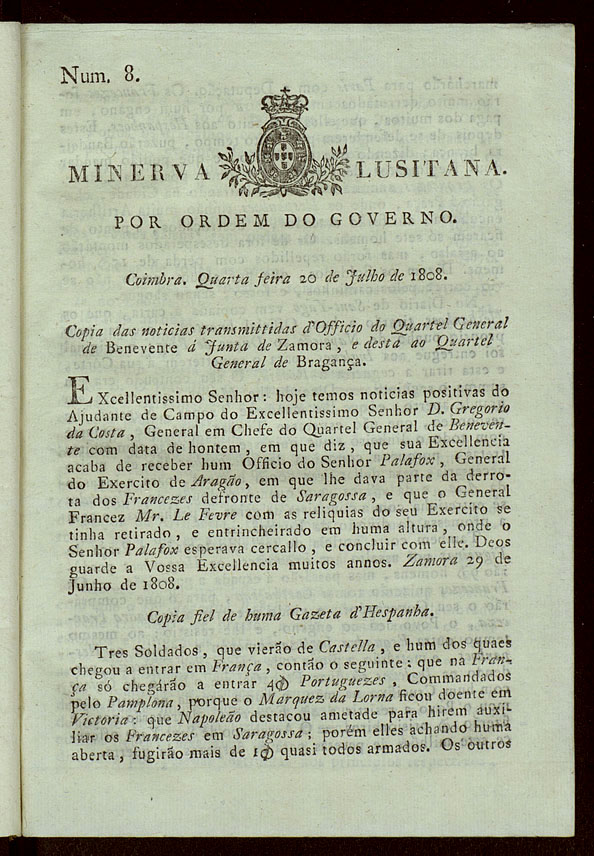 Num. 8.
MINERVA LUSITANA.
POR ORDEM DO GOVERNO.
Coimbra. Quarta feira 20 de Julho de 1808.
Copia das noticias transmittidas d'Officio do Quartel General
de Benevente á Junta de Zamora, e desta ao Quartel
General de Bragança.
EXcellentissimo Senhor: hoje temos noticias positivas do
Ajudante de Campo do Excellentissimo Senhor D. Gregorio
da Costa, General em Chefe do Quartel General de Beneven-
te com data de hontem, em que diz, que sua Excellencia
acaba de receber hum Officio do Senhor Palafox, General
do Exercito de Aragão, em que lhe dava parte da derro-
ta dos Francezes defronte de Saragossa, e que o General
Francez Mr. Le Fevre com as reliquias do seu Exercito se
tinha retirado, e entrincheirado em huma altura, onde o
Senhor Palafox esperava cercallo, e concluir com elle. Deos
guarde a Vossa Excellencia muitos annos. Zamora 29 de
Junho de 1808.
Copia fiel de huma Gazeta d'Hespanha.
Tres Soldados, que vierão de Castella, e hum dos quaes
chegou a entrar em França, contão o seguinte: que na Fran-
ça só chegárão a entrar 4ȸ Portuguezes, Commandados
pelo Pamplona, porque o Marquez da Lorna ficou doente em
Victoria: que Napoleão destacou ametade para hirem auxi-
liar os Francezes em Saragossa; porém elles achando huma
aberta, fugirão mais de 1ȸ quasi todos armados. Os outros